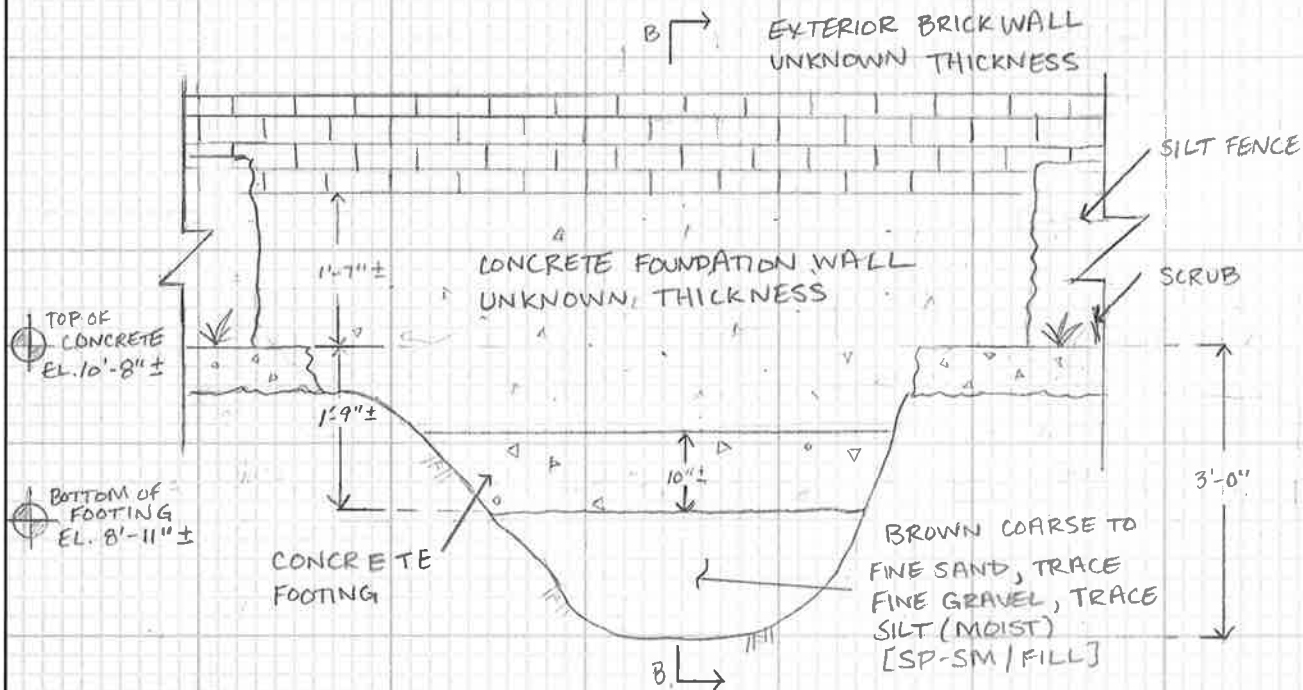 B
EXTERIOR BRICK WALL
UNKNOWN THICKNESS
SILT FENCE
1'-7"±
CONCRETE FOUNDATION WALL
UNKNOWN THICKNESS
SCRUB
TOP OF
CONCRETE
EL. 10'-8"±
1'-9"±
10"±
3'-0"
BOTTOM OF
FOOTING
EL. 8'-11"±
CONCRETE
FOOTING
BROWN COARSE TO
FINE SAND, TRACE
FINE GRAVEL, TRACE
SILT (MOIST)
[SP-SM/FILL]
B